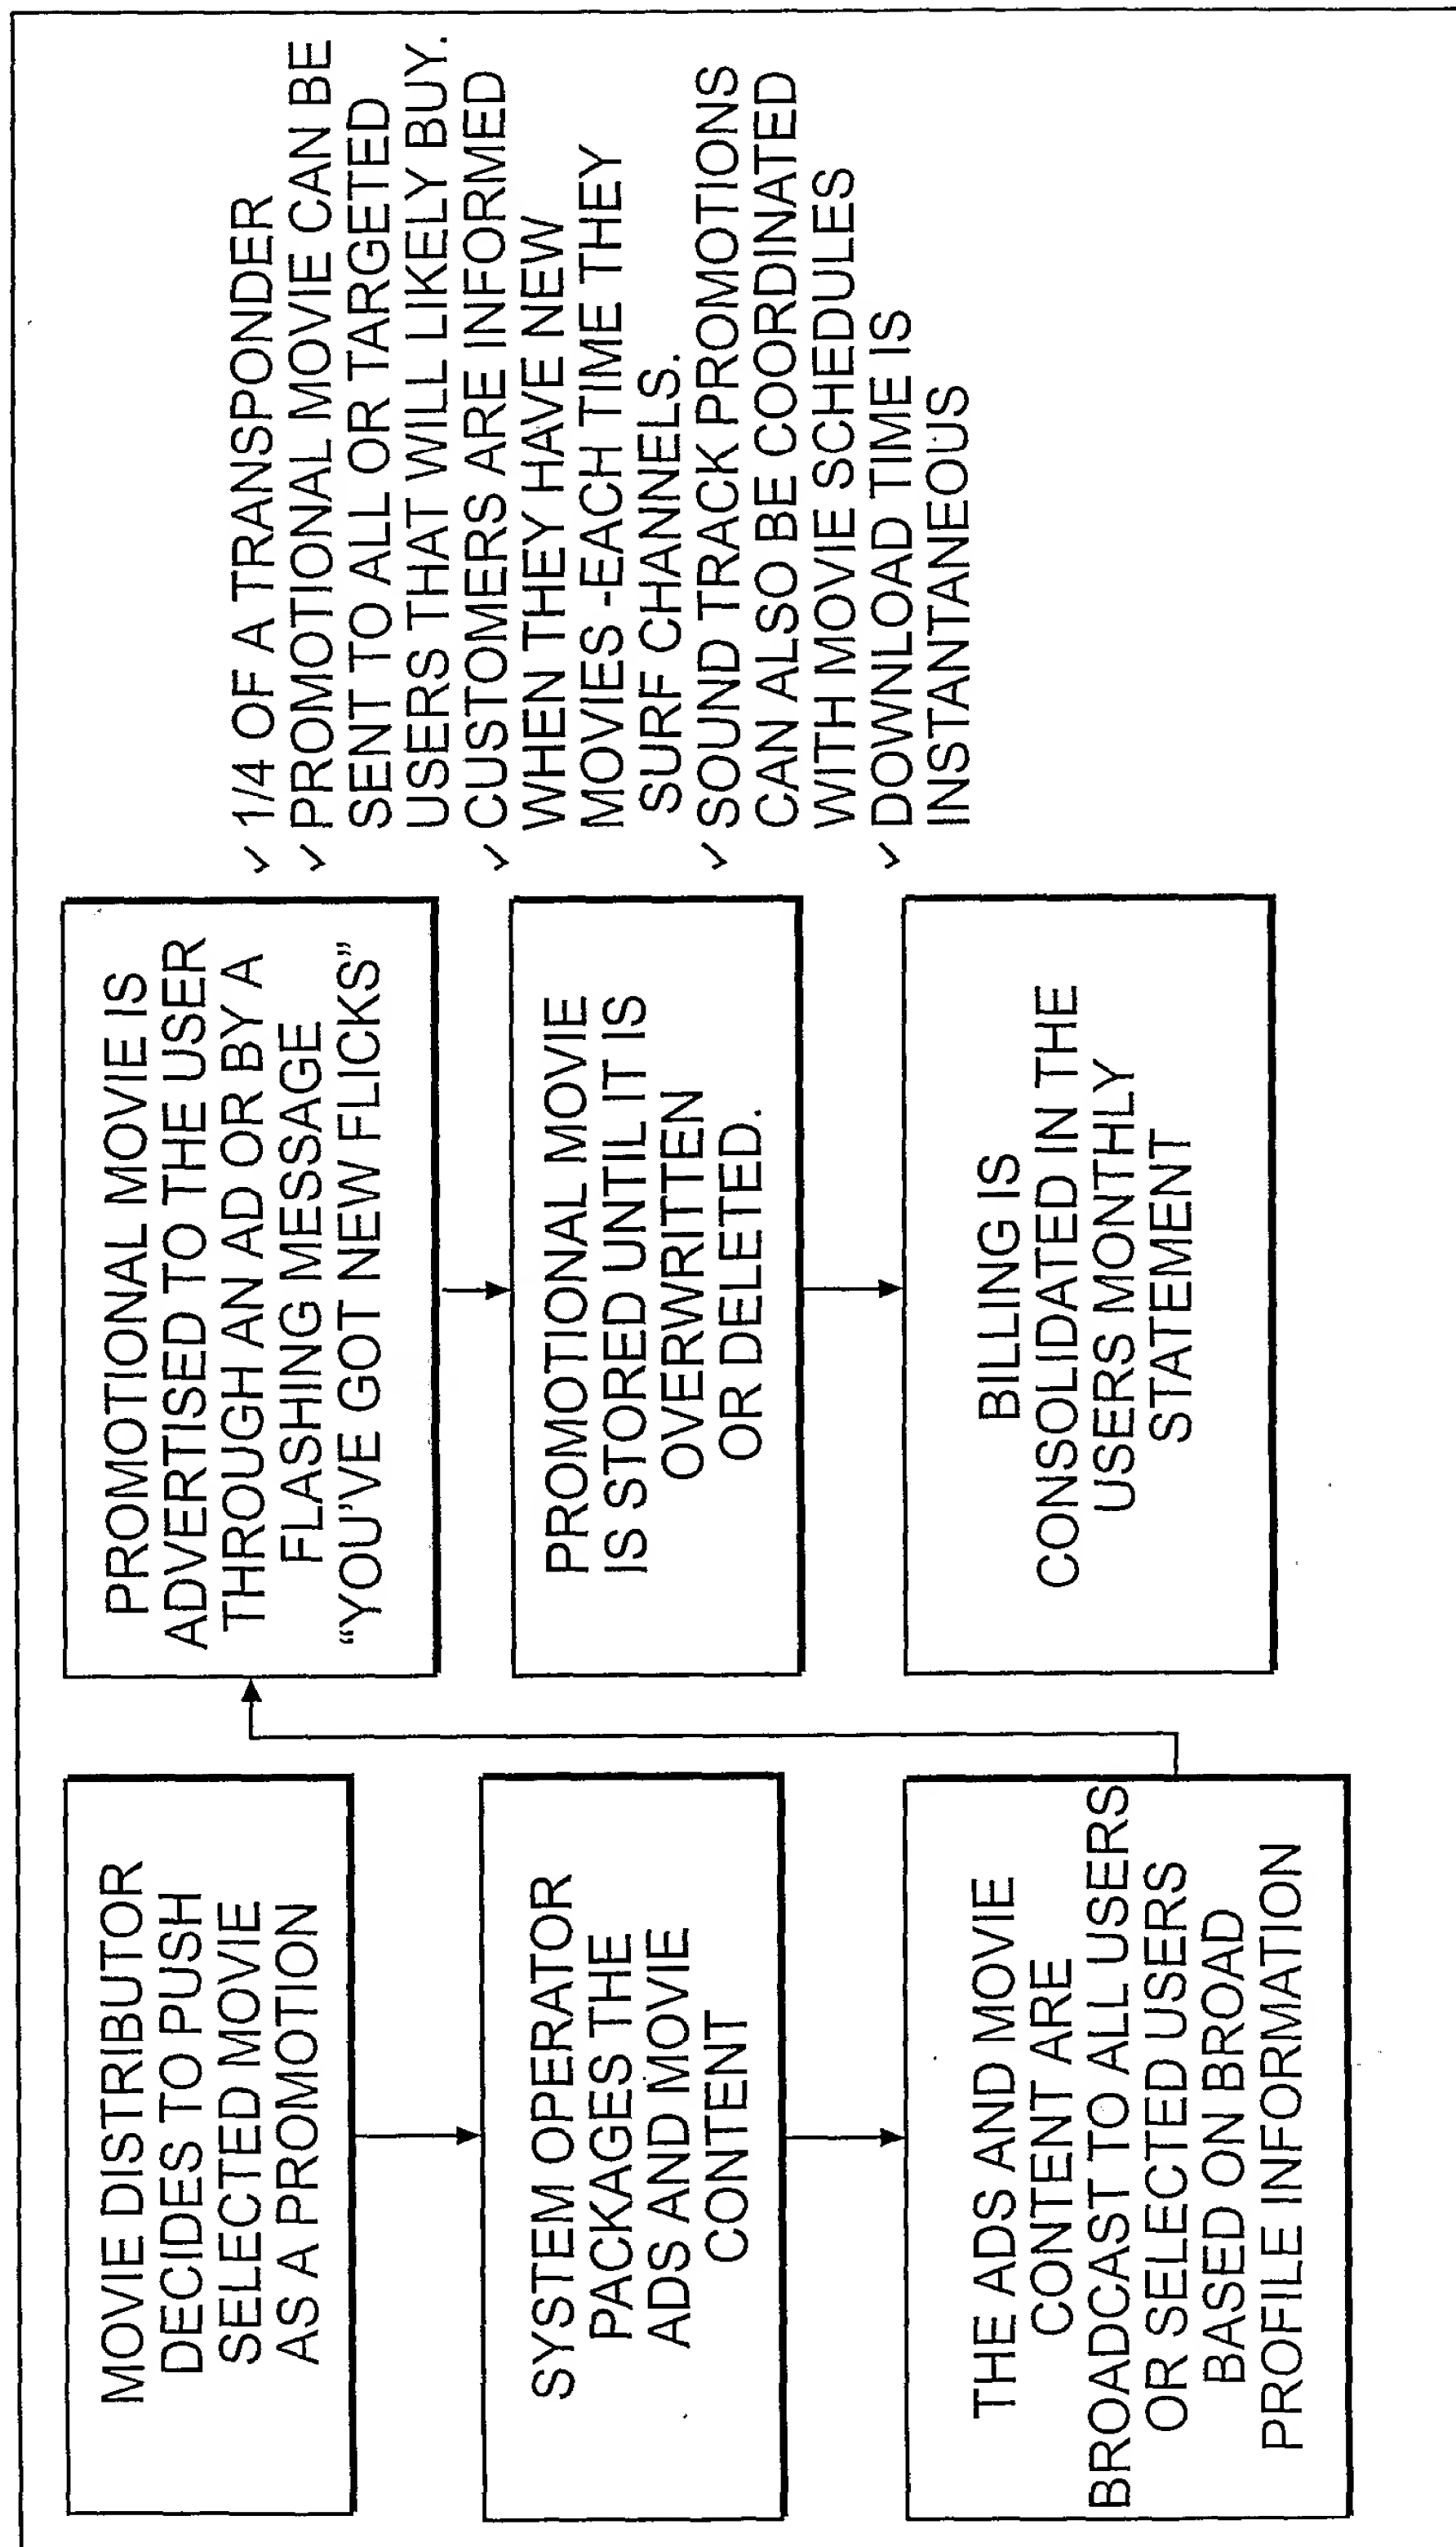 MOVIE DISTRIBUTOR
DECIDES TO PUSH
SELECTED MOVIE
AS A PROMOTION
SYSTEM OPERATOR
PACKAGES THE
ADS AND MOVIE
CONTENT
THE ADS AND MOVIE
CONTENT ARE
BROADCAST TO ALL USERS
OR SELECTED USERS
BASED ON BROAD
PROFILE INFORMATION
PROMOTIONAL MOVIE IS
ADVERTISED TO THE USER
THROUGH AN AD OR BY A
FLASHING MESSAGE
“YOU’VE GOT NEW FLICKS”
PROMOTIONAL MOVIE
IS STORED UNTIL IT IS
OVERWRITTEN
OR DELETED.
BILLING IS
CONSOLIDATED IN THE
USERS MONTHLY
STATEMENT
✓ 1/4 OF A TRANSPONDER
✓ PROMOTIONAL MOVIE CAN BE
SENT TO ALL OR TARGETED
USERS THAT WILL LIKELY BUY.
✓ CUSTOMERS ARE INFORMED
WHEN THEY HAVE NEW
MOVIES -EACH TIME THEY
SURF CHANNELS.
✓ SOUND TRACK PROMOTIONS
CAN ALSO BE COORDINATED
WITH MOVIE SCHEDULES
✓ DOWNLOAD TIME IS
INSTANTANEOUS